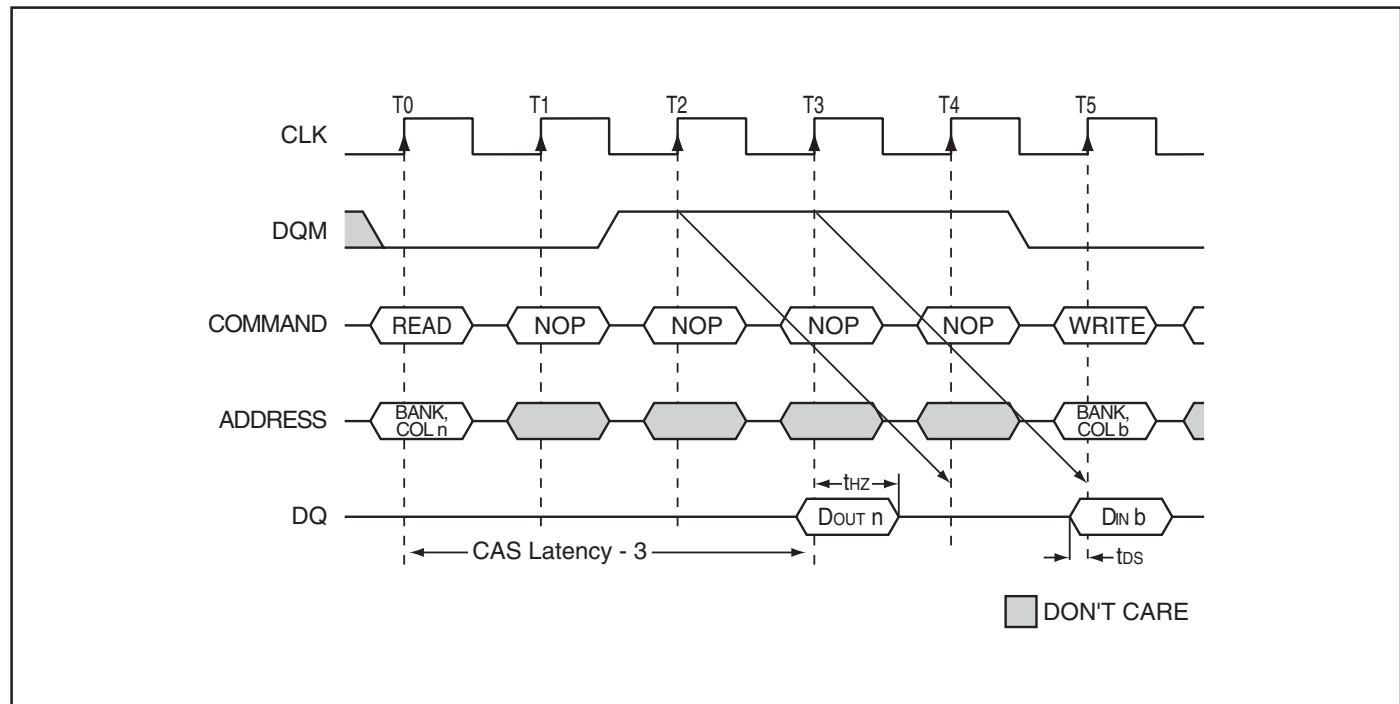 T0 T1 T2 T3 T4 T5
CLK
DQM
COMMAND READ NOP NOP NOP NOP WRITE
ADDRESS BANK, COL n BANK, COL b
tHZ
DQ DOUT n DIN b
CAS Latency - 3 tDS
DON'T CARE